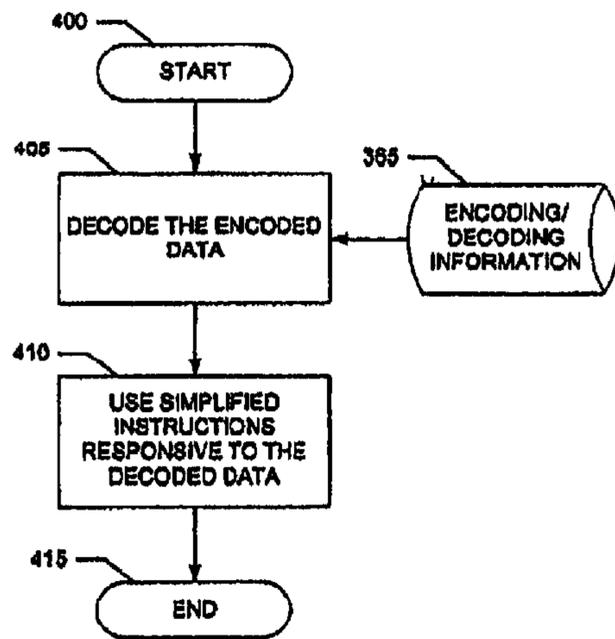 400
START
405
DECODE THE ENCODED
DATA
365
ENCODING/
DECODING
INFORMATION
410
USE SIMPLIFIED
INSTRUCTIONS
RESPONSIVE TO THE
DECODED DATA
415
END